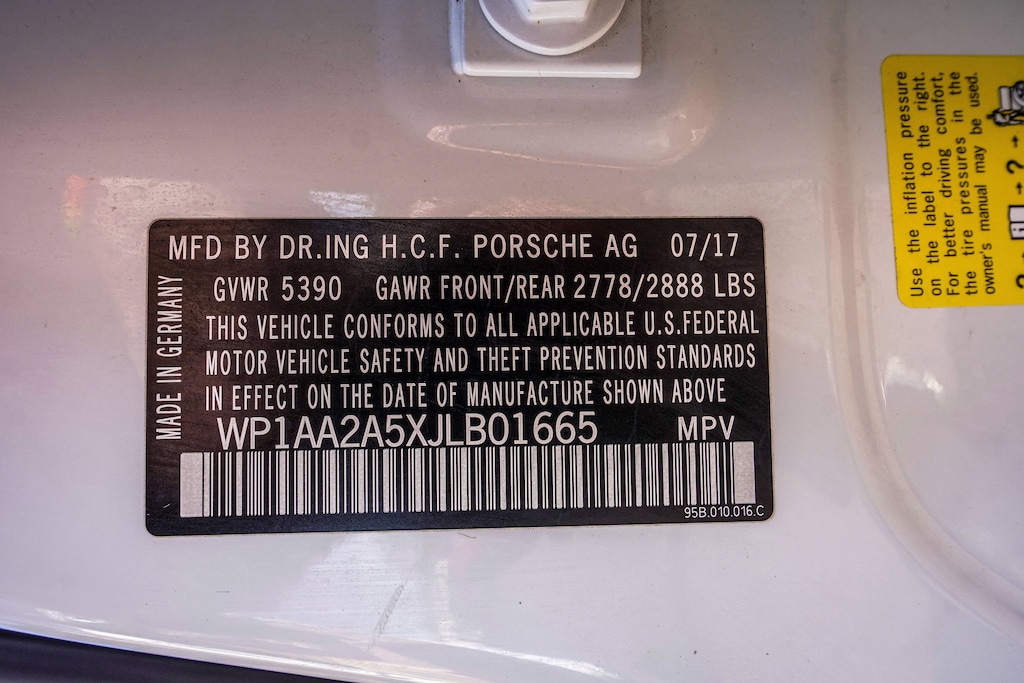 MFD BY DR.ING H.C.F. PORSCHE AG 07/17
GVWR 5390 GAWR FRONT/REAR 2778/2888 LBS
THIS VEHICLE CONFORMS TO ALL APPLICABLE U.S.FEDERAL
MOTOR VEHICLE SAFETY AND THEFT PREVENTION STANDARDS
IN EFFECT ON THE DATE OF MANUFACTURE SHOWN ABOVE
WP1AA2A5XJLB01665 MPV
95B.010.016.C
MADE IN GERMANY
Use the inflation pressure
on the label to the right.
For better driving comfort,
the tire pressures in the
owner's manual may be used.